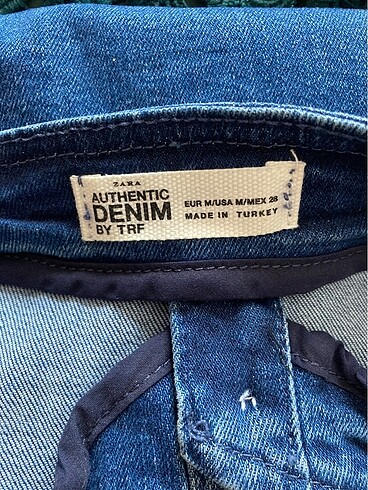 ZARA
AUTHENTIC
DENIM
BY TRF
EUR M/USA M/MEX 28
MADE IN TURKEY